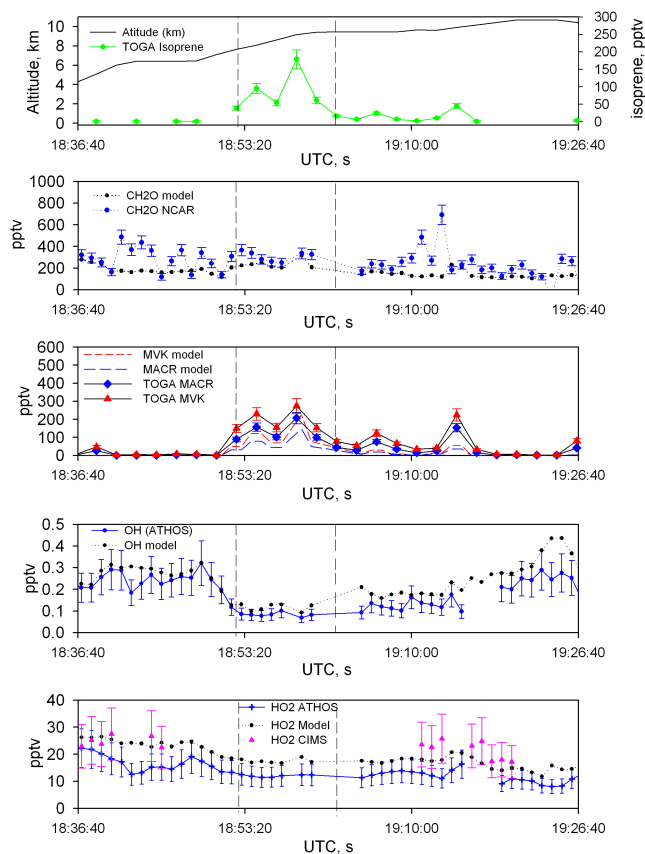 Altitude, km
10
8
6
4
2
0
Atitude (km)
TOGA Isoprene
300
250
200
150
100
50
0
isoprene, pptv
18:36:40 18:53:20 19:10:00 19:26:40
UTC, s
pptv
1000
800
600
400
200
0
CH2O model
CH2O NCAR
18:36:40 18:53:20 19:10:00 19:26:40
UTC, s
pptv
600
500
400
300
200
100
0
MVK model
MACR model
TOGA MACR
TOGA MVK
18:36:40 18:53:20 19:10:00 19:26:40
UTC, s
pptv
0.5
0.4
0.3
0.2
0.1
0.0
OH (ATHOS)
OH model
18:36:40 18:53:20 19:10:00 19:26:40
UTC, s
pptv
40
30
20
10
0
HO2 ATHOS
HO2 Model
HO2 CIMS
18:36:40 18:53:20 19:10:00 19:26:40
UTC, s